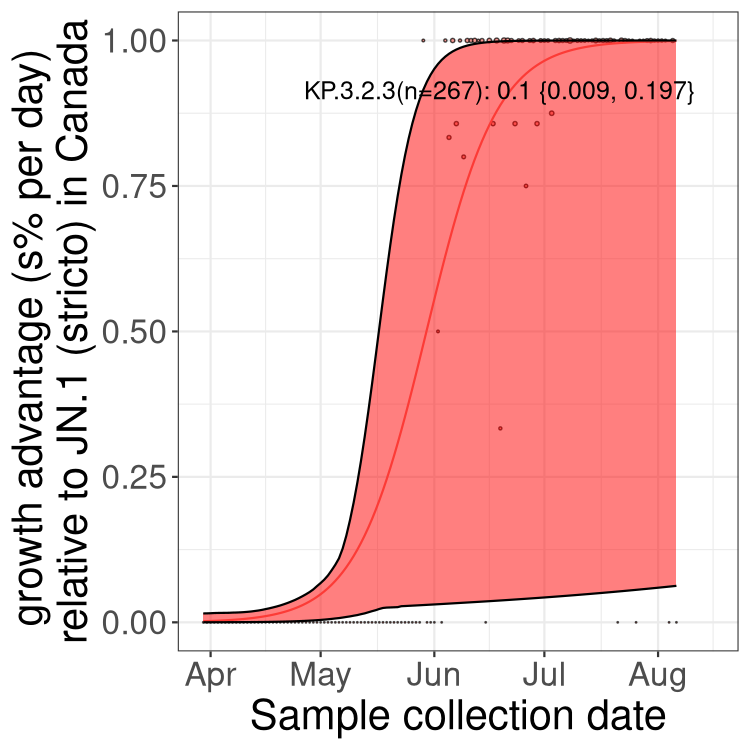 growth advantage (s% per day)
relative to JN.1 (stricto) in Canada
1.00
0.75
0.50
0.25
0.00
KP.3.2.3(n=267): 0.1 {0.009, 0.197}
Apr May Jun Jul Aug
Sample collection date